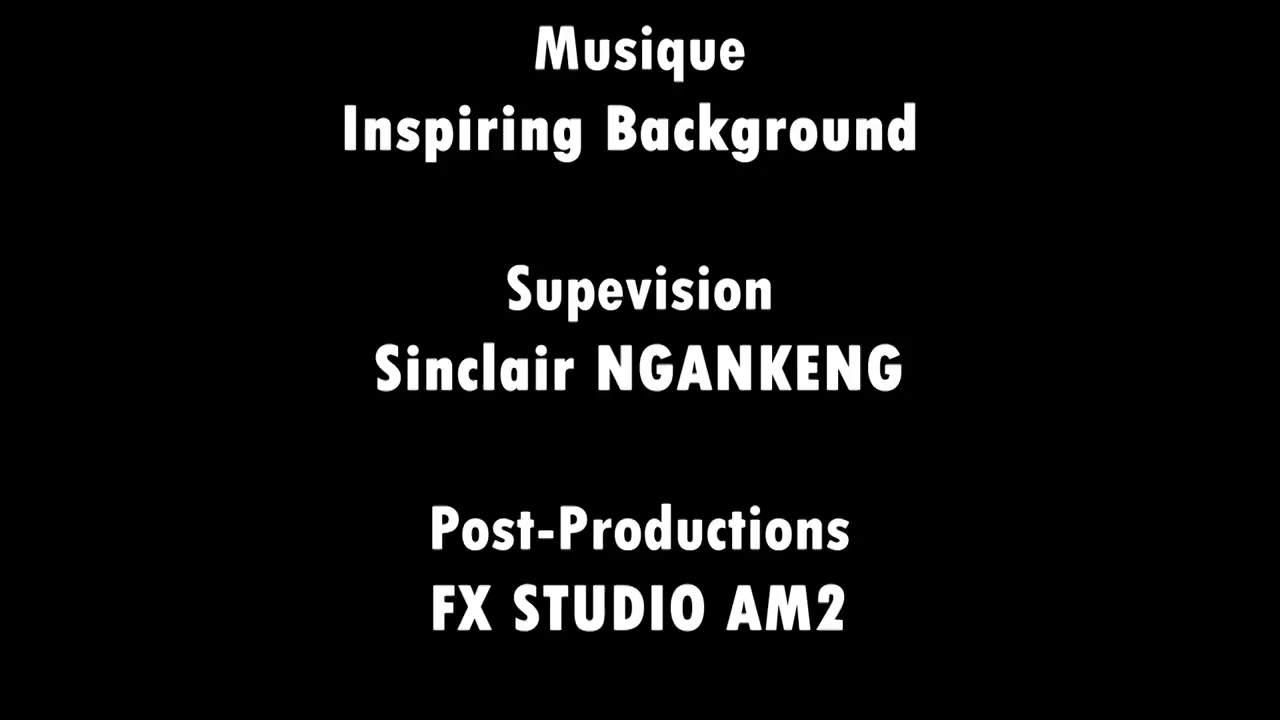 Musique
Inspiring Background
Supevision
Sinclair NGANKENG
Post-Productions
FX STUDIO AM2